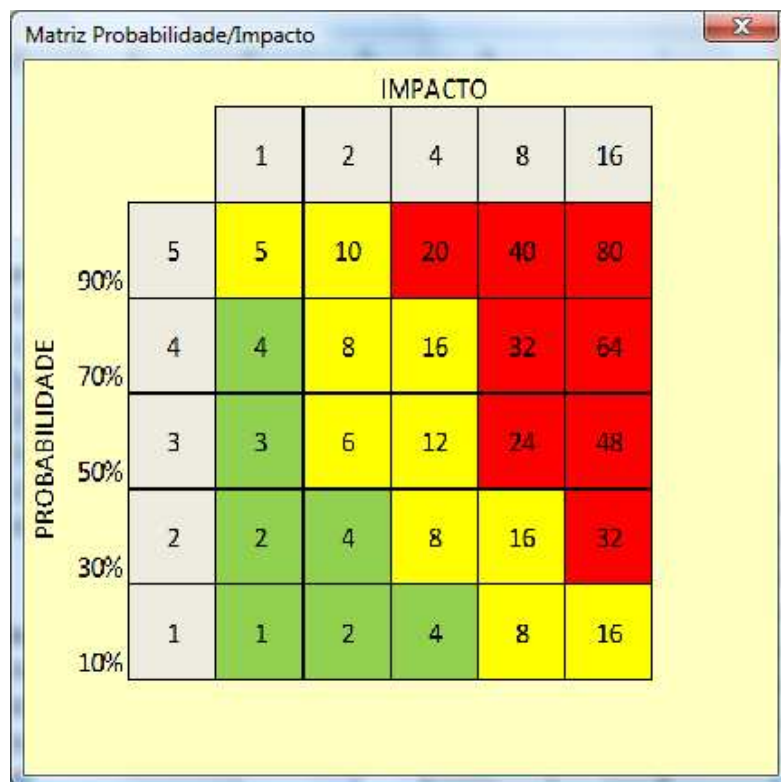 Matriz Probabilidade/Impacto
IMPACTO
1 2 4 8 16
5 5 10 20 40 80
90%
4 4 8 16 32 64
70%
3 3 6 12 24 48
50%
2 2 4 8 16 32
30%
1 1 2 4 8 16
10%
PROBABILIDADE